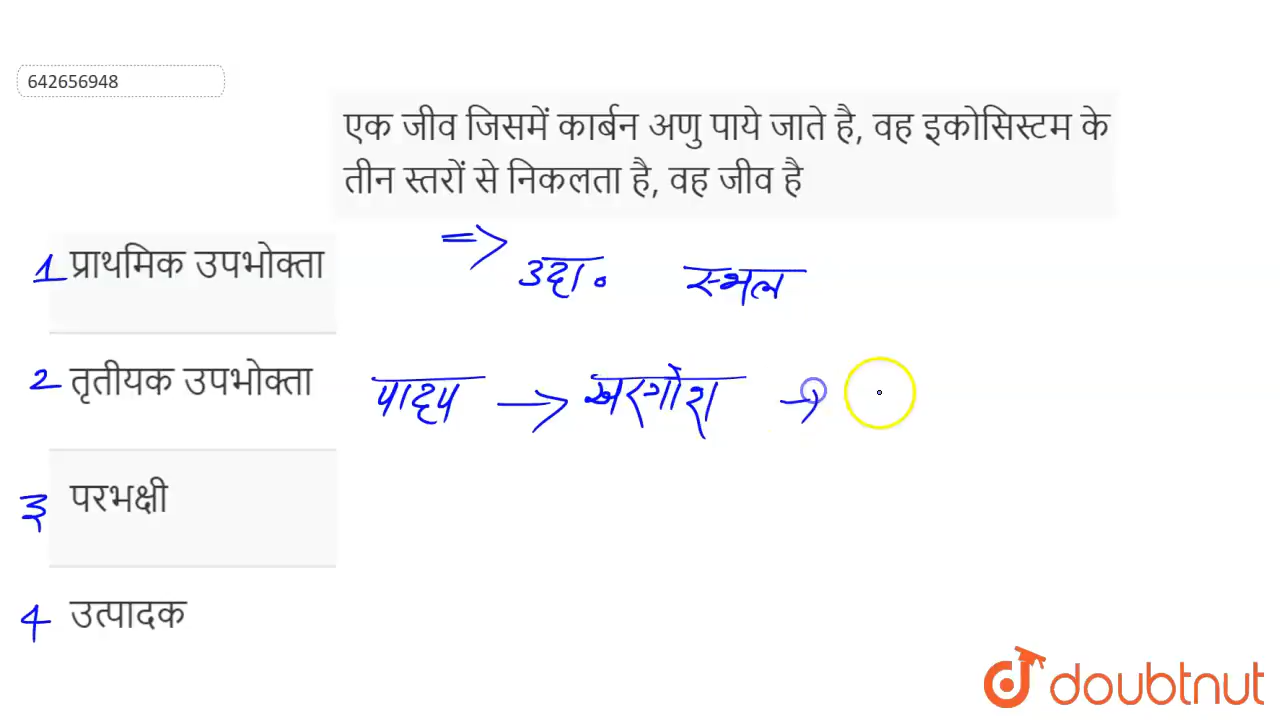 642656948
एक जीव जिसमें कार्बन अणु पाये जाते है, वह इकोसिस्टम के
तीन स्तरों से निकलता है, वह जीव है
1 प्राथमिक उपभोक्ता
=> उदा. स्थल
2 तृतीयक उपभोक्ता
पादप → खरगोश →
३ परभक्षी
4 उत्पादक
doubtnut